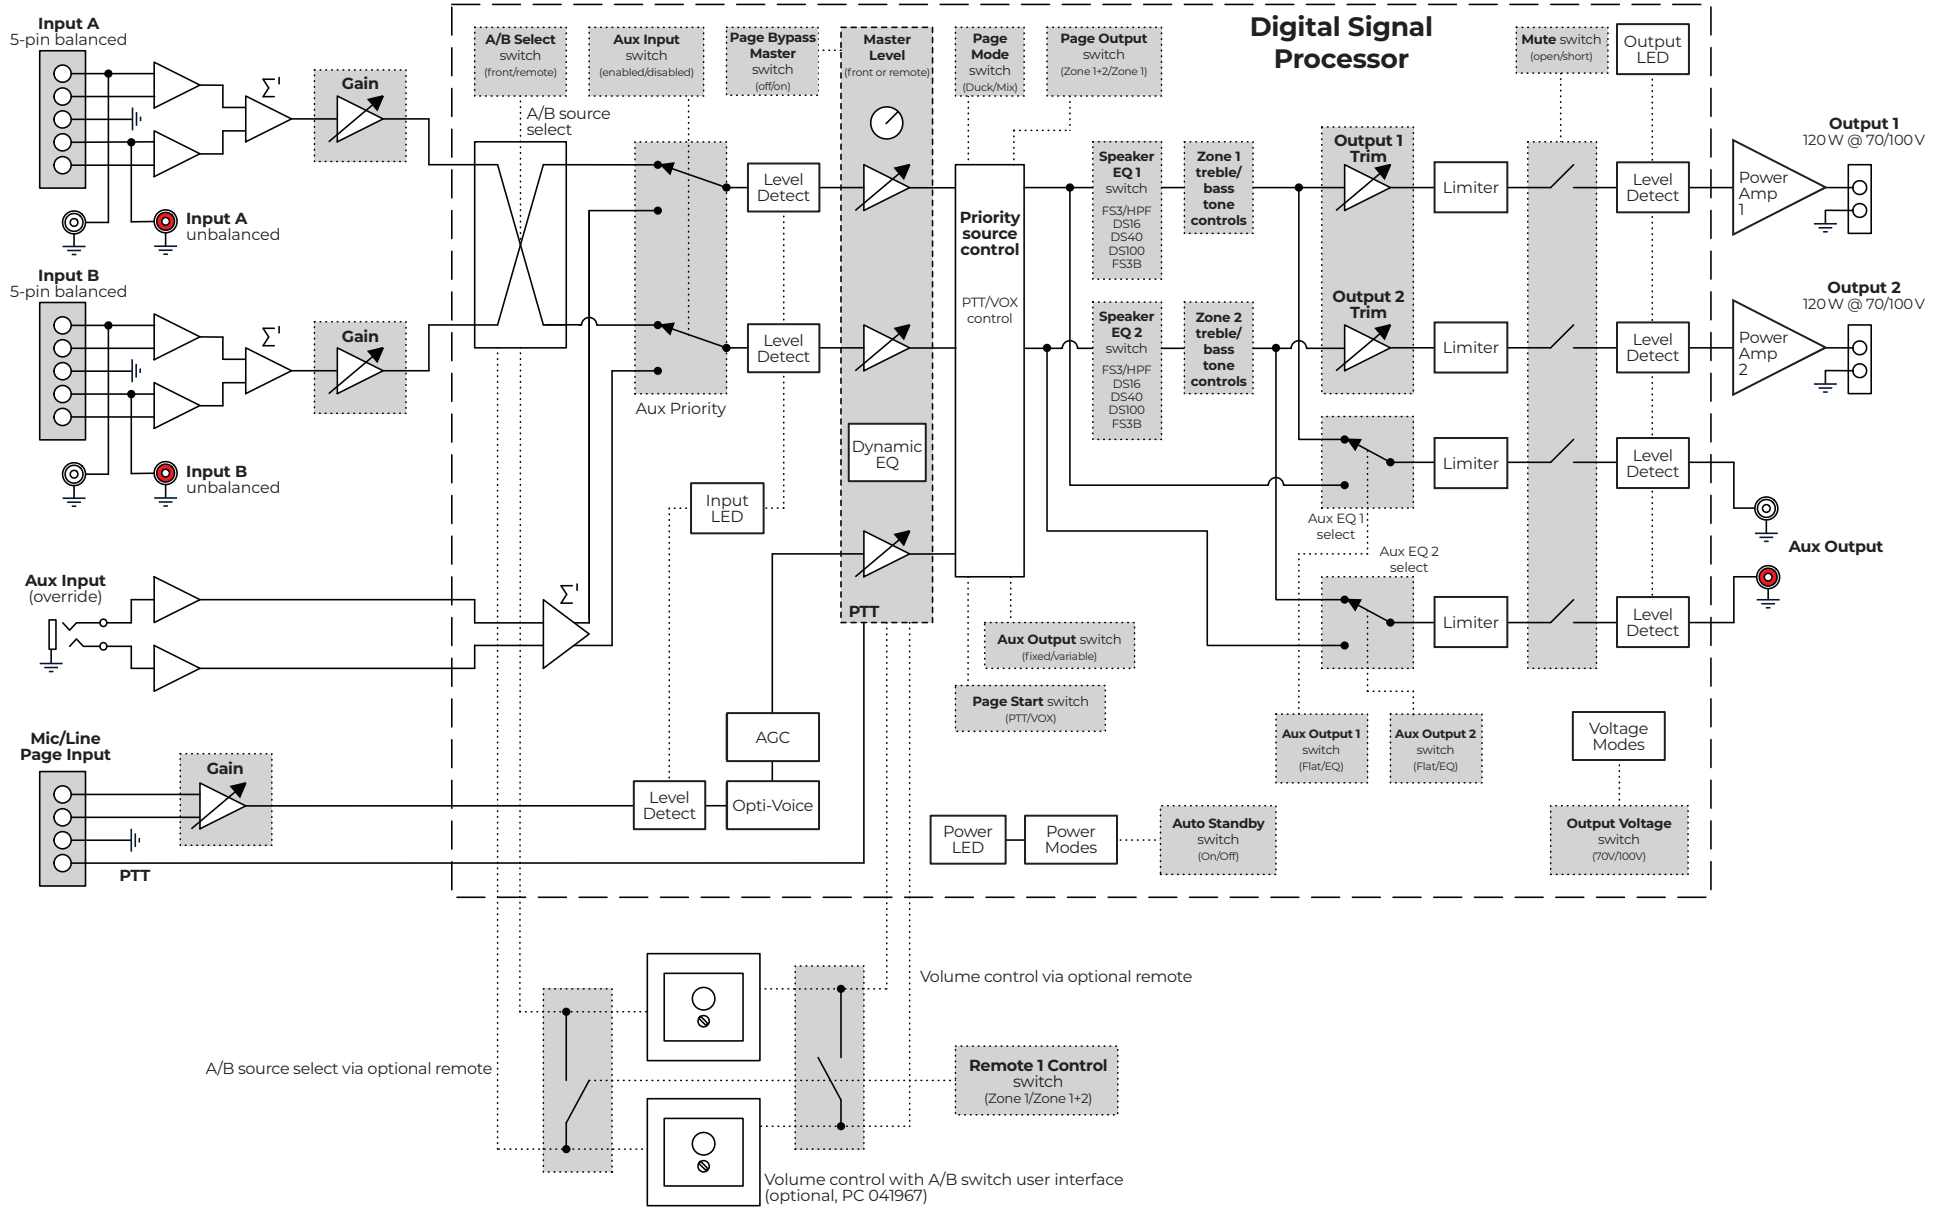 Digital Signal
Processor
Input A
5-pin balanced
Σ'
Gain
Input A
unbalanced
Input B
5-pin balanced
Σ'
Gain
Input B
unbalanced
Aux Input
(override)
Σ'
Mic/Line
Page Input
Gain
PTT
A/B Select
switch
(front/remote)
A/B source
select
Aux Input
switch
(enabled/disabled)
Aux Priority
Page Bypass
Master
switch
(off/on)
Level
Detect
Level
Detect
Input
LED
Level
Detect
Opti-Voice
AGC
Master
Level
(front or remote)
Dynamic
EQ
PTT
Page
Mode
switch
(Duck/Mix)
Page Output
switch
(Zone 1+2/Zone 1)
Priority
source
control
PTT/VOX
control
Aux Output switch
(fixed/variable)
Page Start switch
(PTT/VOX)
Speaker
EQ 1
switch
FS3/HPF
DS16
DS40
DS100
FS3B
Zone 1
treble/
bass
tone
controls
Speaker
EQ 2
switch
FS3/HPF
DS16
DS40
DS100
FS3B
Zone 2
treble/
bass
tone
controls
Output 1
Trim
Output 2
Trim
Aux EQ 1
select
Aux EQ 2
select
Aux Output 1
switch
(Flat/EQ)
Aux Output 2
switch
(Flat/EQ)
Limiter
Limiter
Limiter
Limiter
Mute switch
(open/short)
Output
LED
Level
Detect
Level
Detect
Level
Detect
Level
Detect
Power
Amp
1
Output 1
120 W @ 70/100 V
Power
Amp
2
Output 2
120 W @ 70/100 V
Aux Output
Voltage
Modes
Output Voltage
switch
(70V/100V)
Power
LED
Power
Modes
Auto Standby
switch
(On/Off)
Volume control via optional remote
A/B source select via optional remote
Remote 1 Control
switch
(Zone 1/Zone 1+2)
Volume control with A/B switch user interface
(optional, PC 041967)